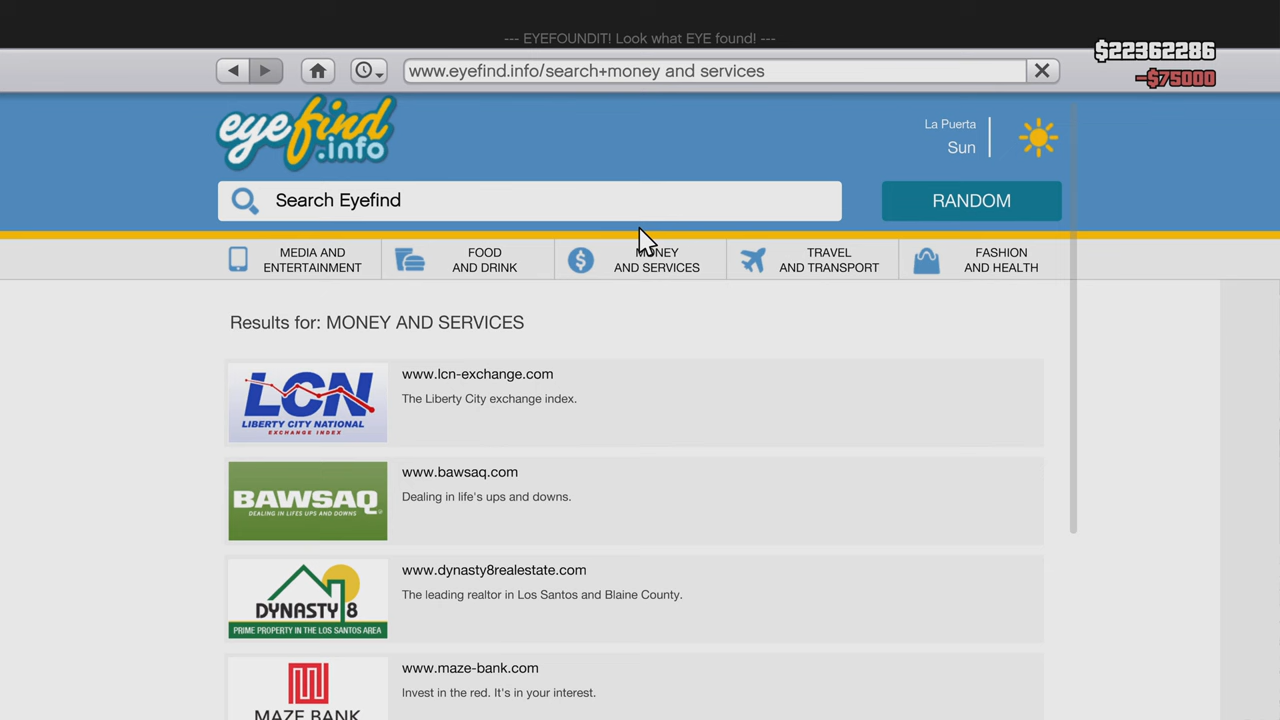 --- EYEFOUNDIT! Look what EYE found! ---
$22362286
-$75000
www.eyefind.info/search+money and services
eyefind
.info
La Puerta
Sun
Search Eyefind
RANDOM
MEDIA AND
ENTERTAINMENT
FOOD
AND DRINK
MONEY
AND SERVICES
TRAVEL
AND TRANSPORT
FASHION
AND HEALTH
Results for: MONEY AND SERVICES
LCN
LIBERTY CITY NATIONAL
EXCHANGE INDEX
www.lcn-exchange.com
The Liberty City exchange index.
BAWSAQ
DEALING IN LIFES UPS AND DOWNS
www.bawsaq.com
Dealing in life's ups and downs.
DYNASTY 8
PRIME PROPERTY IN THE LOS SANTOS AREA
www.dynasty8realestate.com
The leading realtor in Los Santos and Blaine County.
MAZE BANK
www.maze-bank.com
Invest in the red. It's in your interest.